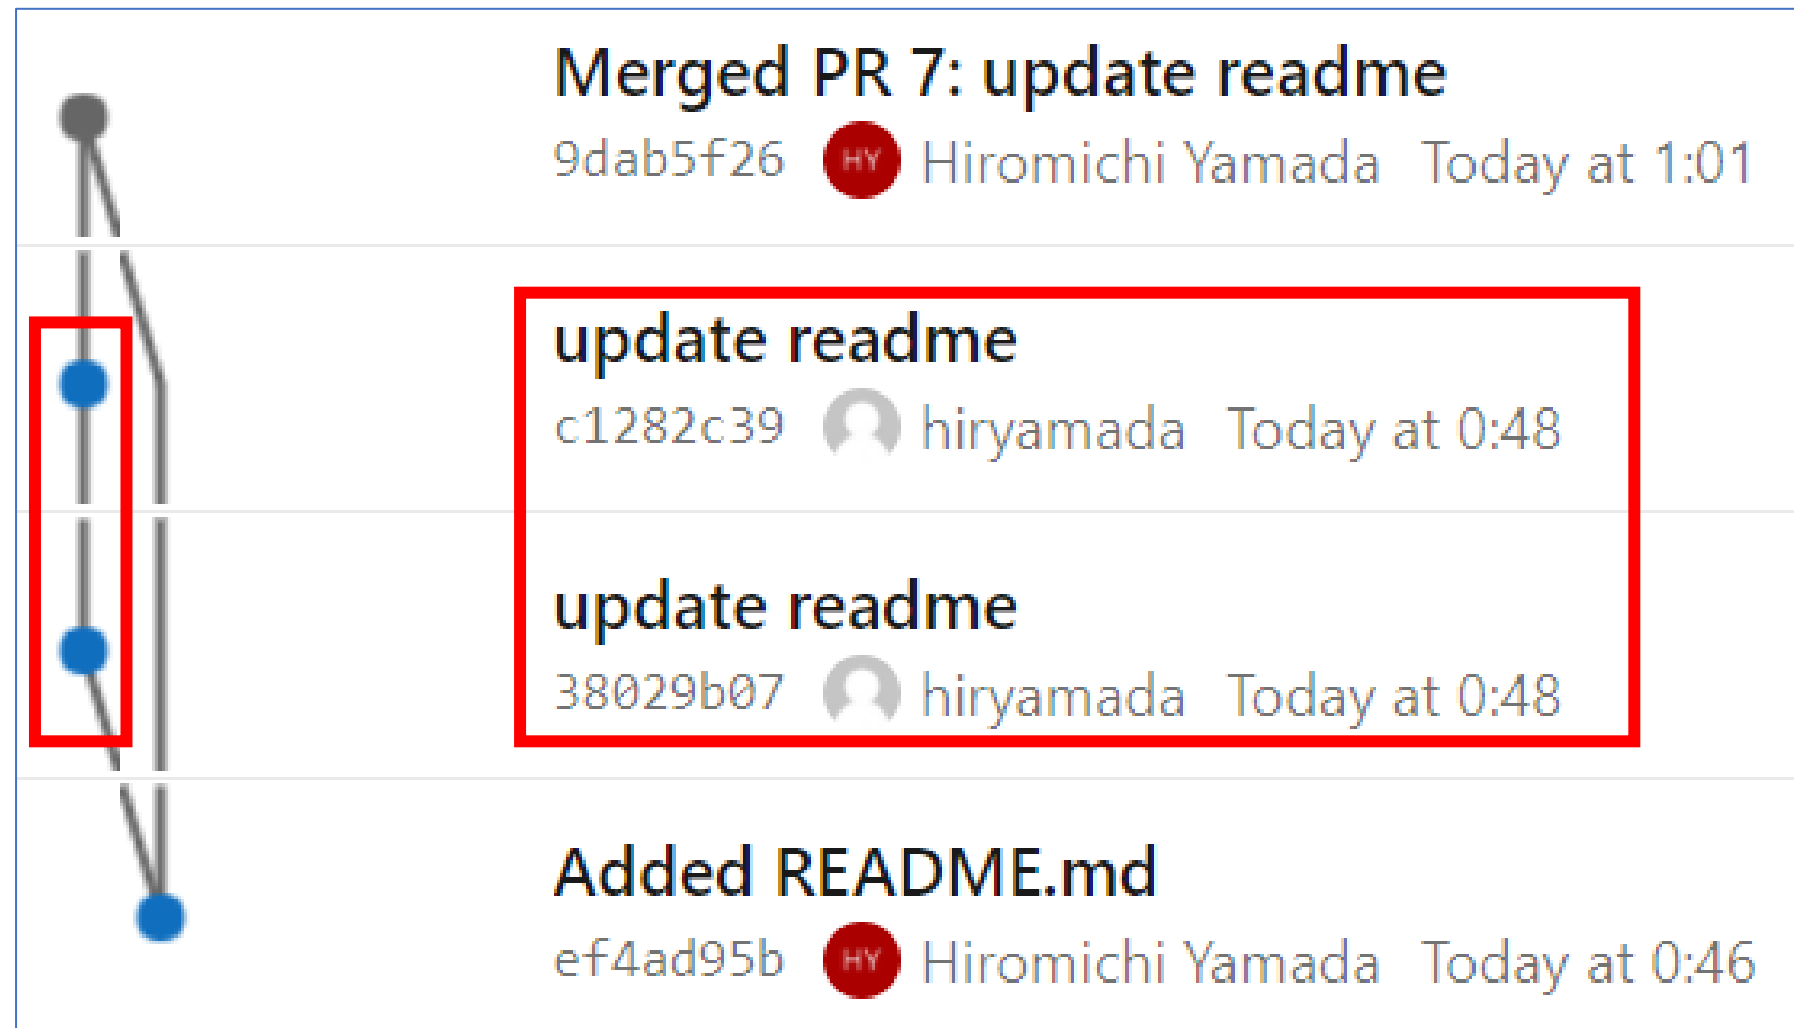 Merged PR 7: update readme
9dab5f26 HY Hiromichi Yamada Today at 1:01
update readme
c1282c39 hiryamada Today at 0:48
update readme
38029b07 hiryamada Today at 0:48
Added README.md
ef4ad95b HY Hiromichi Yamada Today at 0:46